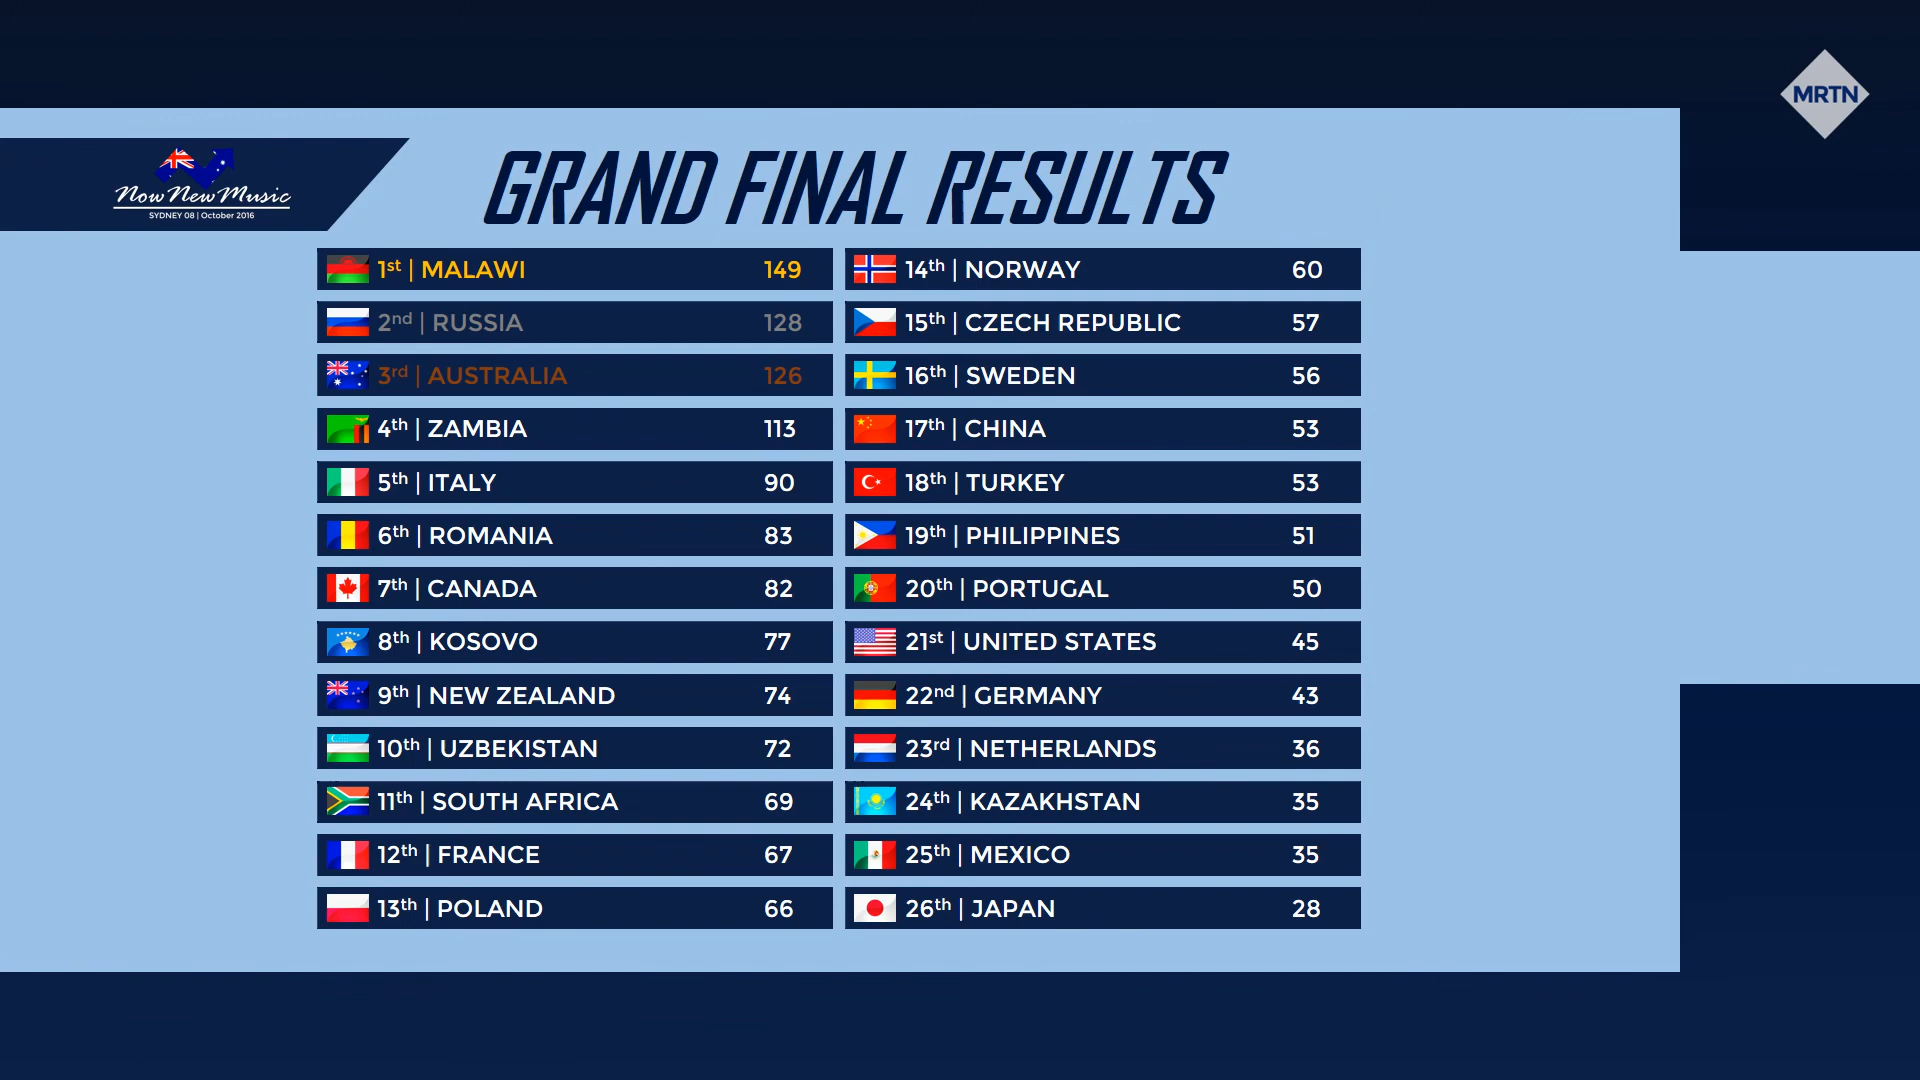 MRTN
Now New Music
SYDNEY 08 | October 2016
GRAND FINAL RESULTS
1st | MALAWI 149
2nd | RUSSIA 128
3rd | AUSTRALIA 126
4th | ZAMBIA 113
5th | ITALY 90
6th | ROMANIA 83
7th | CANADA 82
8th | KOSOVO 77
9th | NEW ZEALAND 74
10th | UZBEKISTAN 72
11th | SOUTH AFRICA 69
12th | FRANCE 67
13th | POLAND 66
14th | NORWAY 60
15th | CZECH REPUBLIC 57
16th | SWEDEN 56
17th | CHINA 53
18th | TURKEY 53
19th | PHILIPPINES 51
20th | PORTUGAL 50
21st | UNITED STATES 45
22nd | GERMANY 43
23rd | NETHERLANDS 36
24th | KAZAKHSTAN 35
25th | MEXICO 35
26th | JAPAN 28